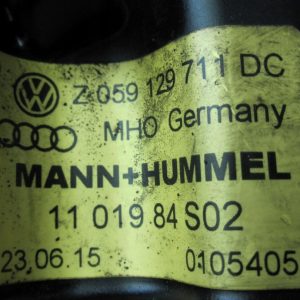 Z 059 129 711 DC
MHO Germany
MANN+HUMMEL
11 019 84 S02
23.06.15 0105405